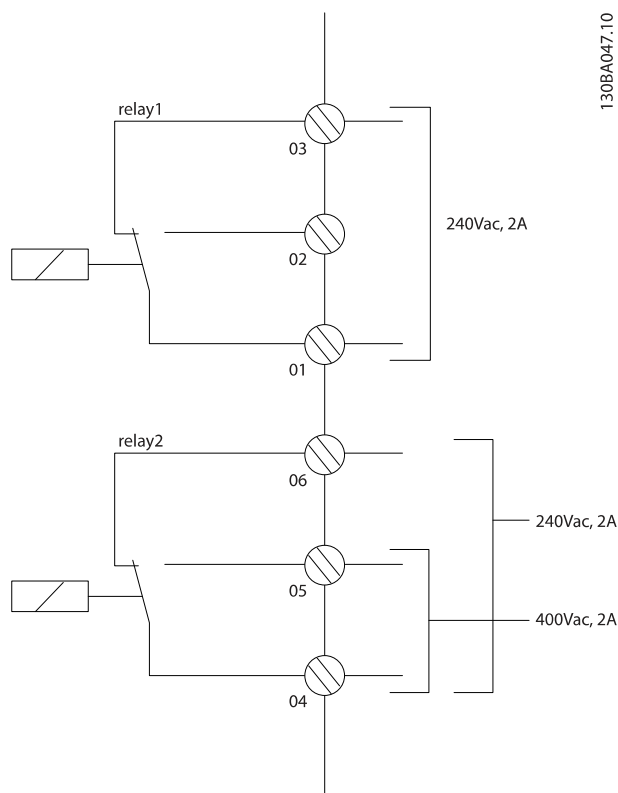 130BA047.10
relay1
03
240Vac, 2A
02
01
relay2
06
240Vac, 2A
05
400Vac, 2A
04